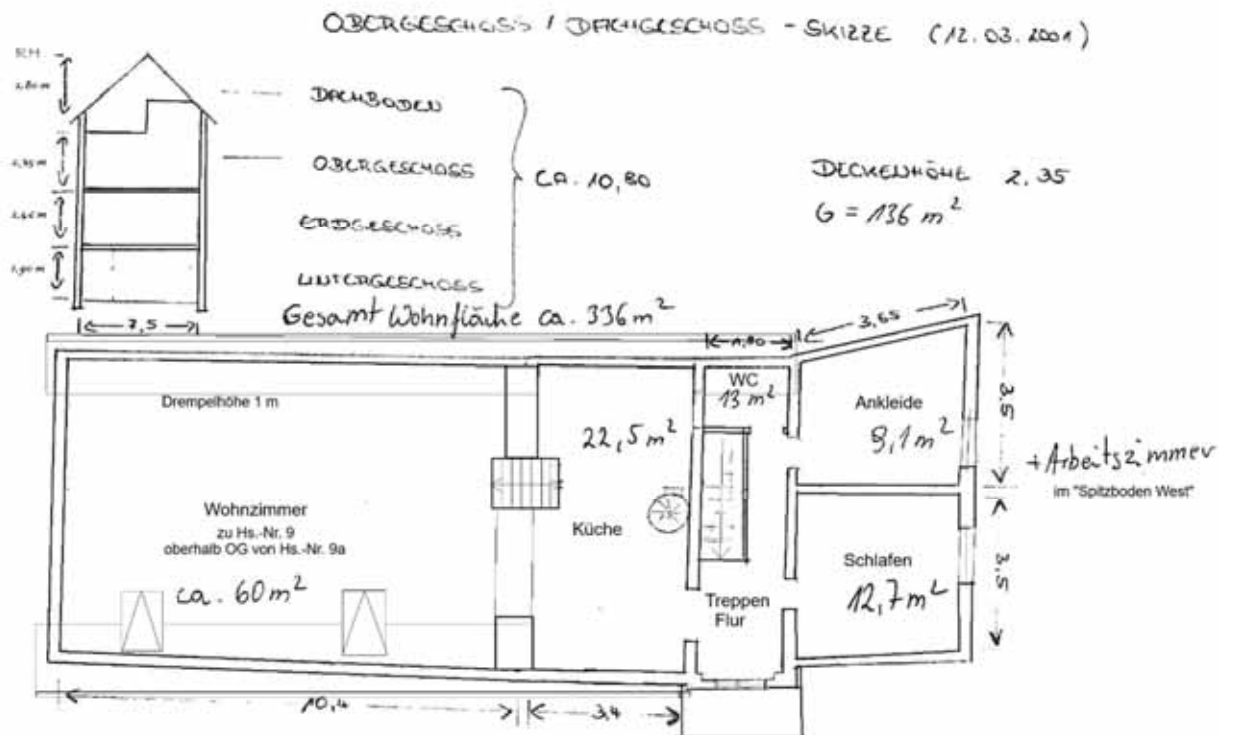 OBERGESCHOSS / DACHGESCHOSS - SKIZZE (12.03.2001)
DACHBODEN
OBERGESCHOSS
CA. 10,80
ERDGESCHOSS
UNTERGESCHOSS
DECKENHÖHE 2.35
G = 136 m²
7,5
Gesamt Wohnfläche ca. 336 m²
1,80
3,65
Drempelhöhe 1 m
WC
13 m²
Ankleide
9,1 m²
3.5
22,5 m²
+ Arbeitszimmer
im "Spitzboden West"
Wohnzimmer
zu Hs.-Nr. 9
oberhalb OG von Hs.-Nr. 9a
ca. 60 m²
Küche
Schlafen
12,7 m²
3,5
Treppen
Flur
10,4
3,4